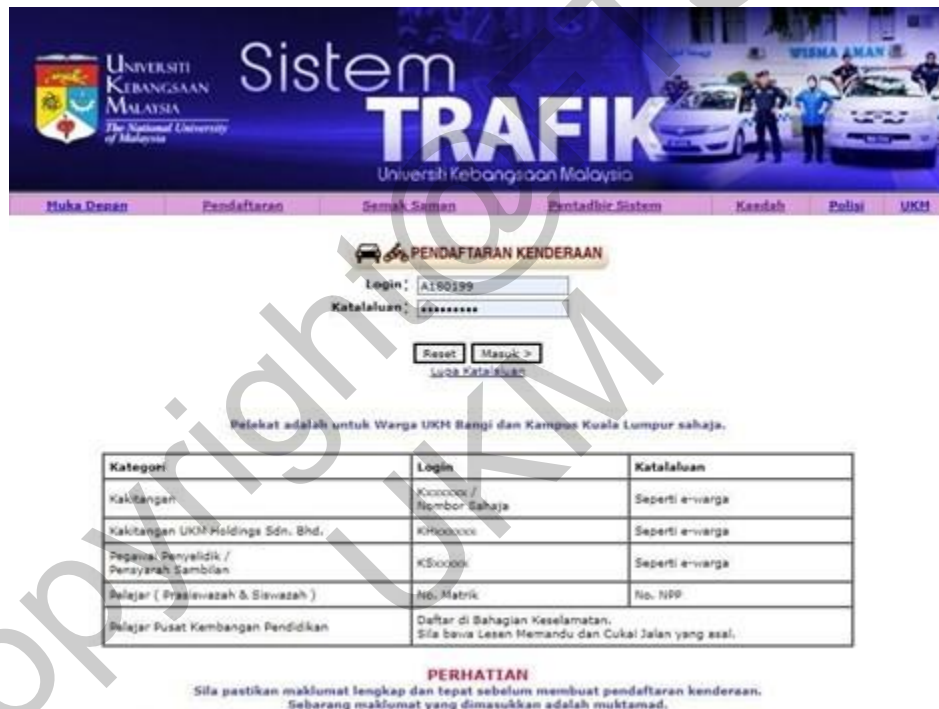 UNIVERSITI
KEBANGSAAN
MALAYSIA
The National University
of Malaysia
Sistem
TRAFIK
Universiti Kebangsaan Malaysia
WISMA AMAN
Muka Depan Pendaftaran Semak Saman Pentadbir Sistem Kaedah Polisi UKM
PENDAFTARAN KENDERAAN
Login : A180199
Katalaluan : •••••••••
Reset Masuk >
Lupa Katalaluan
Pelekat adalah untuk Warga UKM Bangi dan Kampus Kuala Lumpur sahaja.
Kategori Login Katalaluan
Kakitangan Kxxxxxx / Seperti e-warga
Nombor Sahaja
Kakitangan UKM Holdings Sdn. Bhd. KHxxxxxx Seperti e-warga
Pegawai Penyelidik / KSxxxxx Seperti e-warga
Pensyarah Sambilan
Pelajar ( Prasiswazah & Siswazah ) No. Matrik No. NPP
Pelajar Pusat Kembangan Pendidikan Daftar di Bahagian Keselamatan.
Sila bawa Lesen Memandu dan Cukai Jalan yang asal.
PERHATIAN
Sila pastikan maklumat lengkap dan tepat sebelum membuat pendaftaran kenderaan.
Sebarang maklumat yang dimasukkan adalah muktamad.
UKM